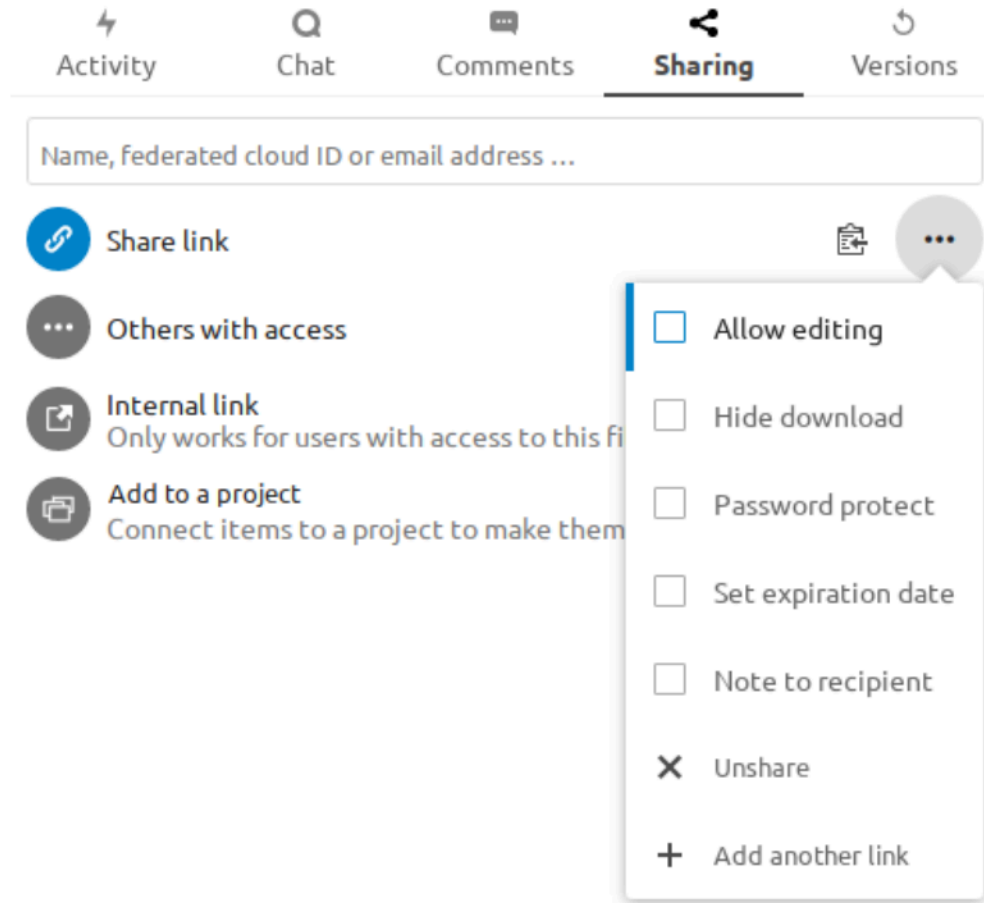 Activity
Chat
Comments
Sharing
Versions
Name, federated cloud ID or email address ...
Share link
Others with access
Internal link
Only works for users with access to this fi
Add to a project
Connect items to a project to make them
Allow editing
Hide download
Password protect
Set expiration date
Note to recipient
Unshare
Add another link